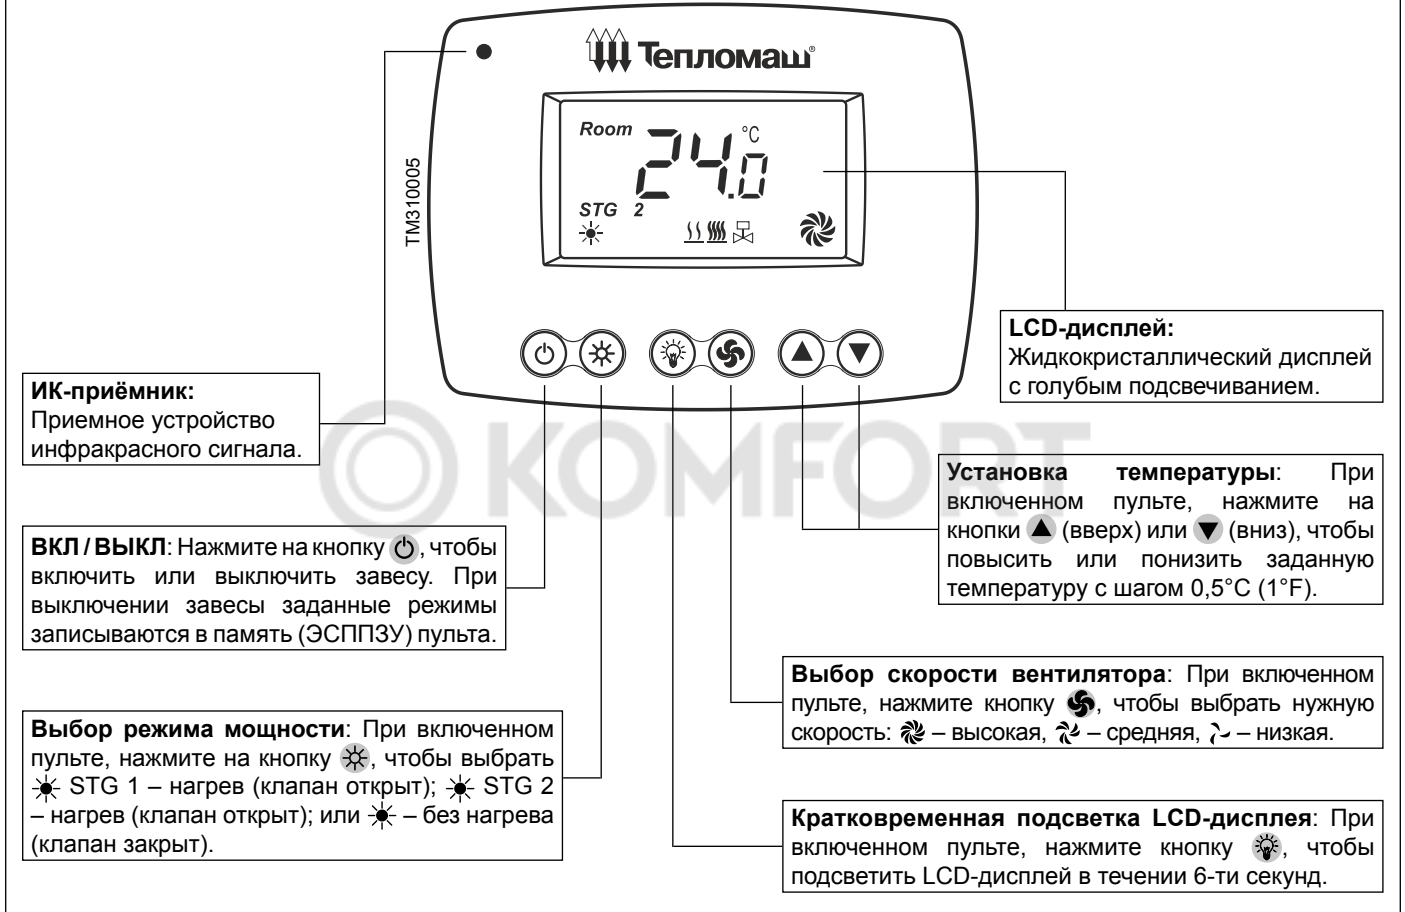 Тепломаш®
Room 24.0 °C
STG 2
TM310005
LCD-дисплей:
Жидкокристаллический дисплей
с голубым подсвечиванием.
ИК-приёмник:
Приемное устройство
инфракрасного сигнала.
KOMFORT
Установка температуры: При
включенном пульте, нажмите на
кнопки ▲ (вверх) или ▼ (вниз), чтобы
повысить или понизить заданную
температуру с шагом 0,5°C (1°F).
ВКЛ / ВЫКЛ: Нажмите на кнопку , чтобы
включить или выключить завесу. При
выключении завесы заданные режимы
записываются в память (ЭСППЗУ) пульта.
Выбор скорости вентилятора: При включенном
пульте, нажмите кнопку , чтобы выбрать нужную
скорость: – высокая, – средняя, – низкая.
Выбор режима мощности: При включенном
пульте, нажмите на кнопку , чтобы выбрать
STG 1 – нагрев (клапан открыт); STG 2
– нагрев (клапан открыт); или – без нагрева
(клапан закрыт).
Кратковременная подсветка LCD-дисплея: При
включенном пульте, нажмите кнопку , чтобы
подсветить LCD-дисплей в течении 6-ти секунд.